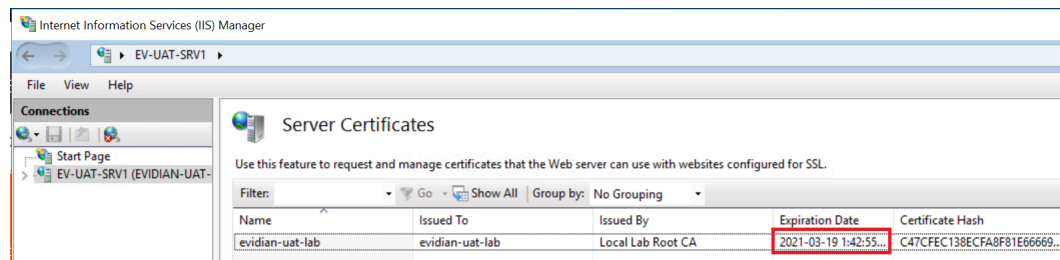 Internet Information Services (IIS) Manager
EV-UAT-SRV1
File View Help
Connections
Start Page
EV-UAT-SRV1 (EVIDIAN-UAT-
Server Certificates
Use this feature to request and manage certificates that the Web server can use with websites configured for SSL.
Filter: Go Show All Group by: No Grouping
Name Issued To Issued By Expiration Date Certificate Hash
evidian-uat-lab evidian-uat-lab Local Lab Root CA 2021-03-19 1:42:55... C47CFEC138ECFA8F81E66669...